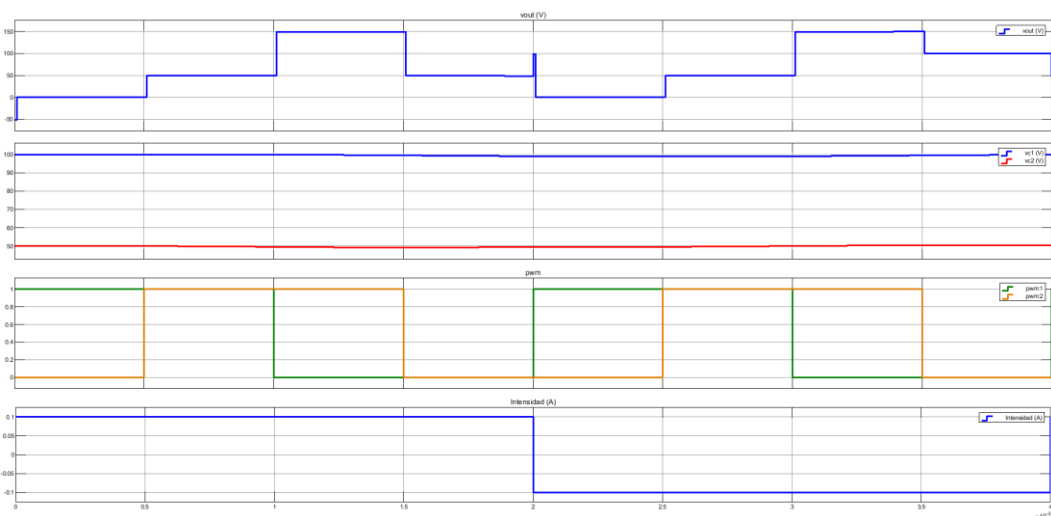 vout (V)
150
100
50
0
-50
vout (V)
100
90
80
70
60
50
vc1 (V)
vc2 (V)
pwm
1
0.8
0.6
0.4
0.2
0
pwm:1
pwm:2
Intensidad (A)
0.1
0.05
0
-0.05
-0.1
Intensidad (A)
0 0.5 1 1.5 2 2.5 3 3.5